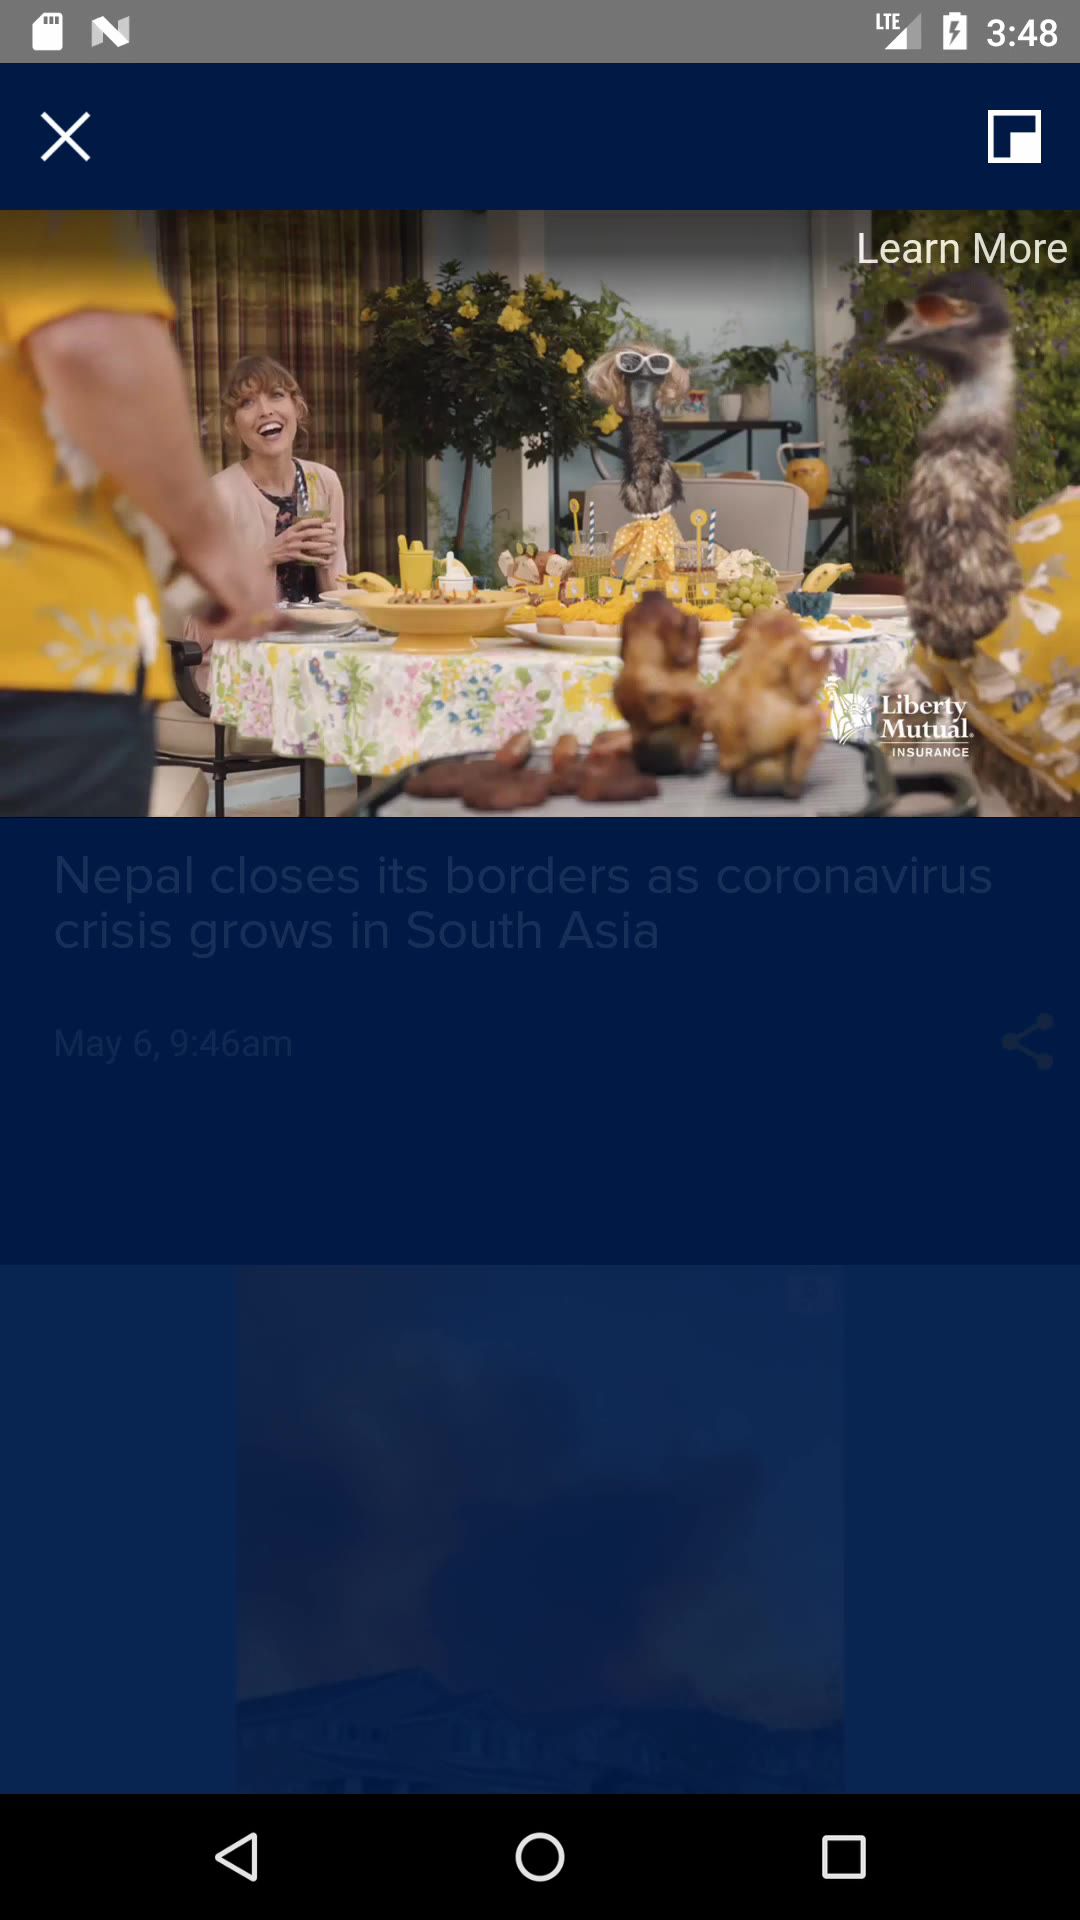 LTE
3:48
Learn More
Liberty
Mutual.
INSURANCE
Nepal closes its borders as coronavirus
crisis grows in South Asia
May 6, 9:46am